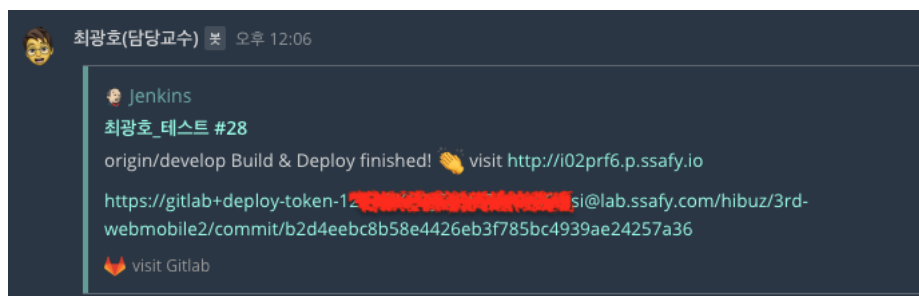 최광호(담당교수) 봇 오후 12:06
Jenkins
최광호_테스트 #28
origin/develop Build & Deploy finished! 👏 visit http://i02prf6.p.ssafy.io
https://gitlab+deploy-token-12 si@lab.ssafy.com/hibuz/3rd-
webmobile2/commit/b2d4eebc8b58e4426eb3f785bc4939ae24257a36
visit Gitlab